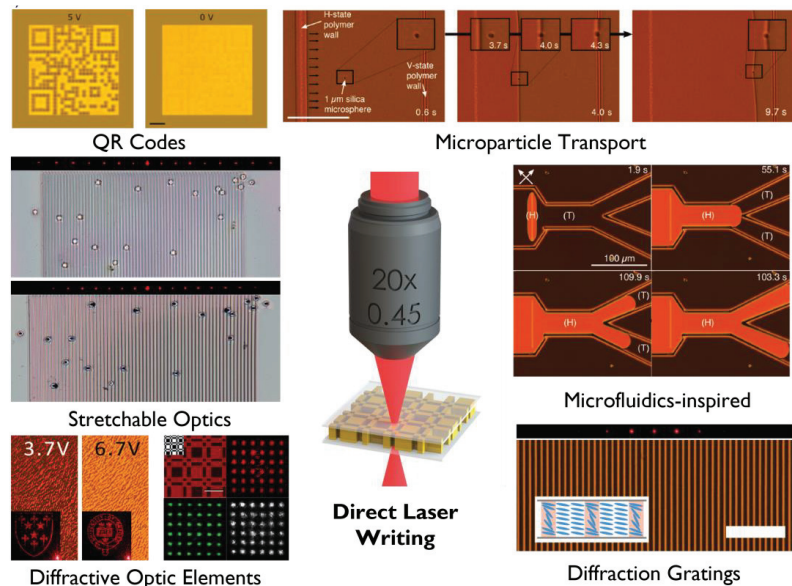 5 V
0 V
QR Codes
H-state
polymer
wall
1 µm silica
microsphere
V-state
polymer
wall
0.6 s
3.7 s
4.0 s
4.3 s
4.0 s
9.7 s
Microparticle Transport
Stretchable Optics
20x
0.45
Direct Laser
Writing
1.9 s
(H)
(T)
100 µm
55.1 s
(H)
(T)
(T)
109.9 s
(H)
(T)
(T)
103.3 s
(H)
Microfluidics-inspired
3.7V
6.7V
Diffractive Optic Elements
Diffraction Gratings